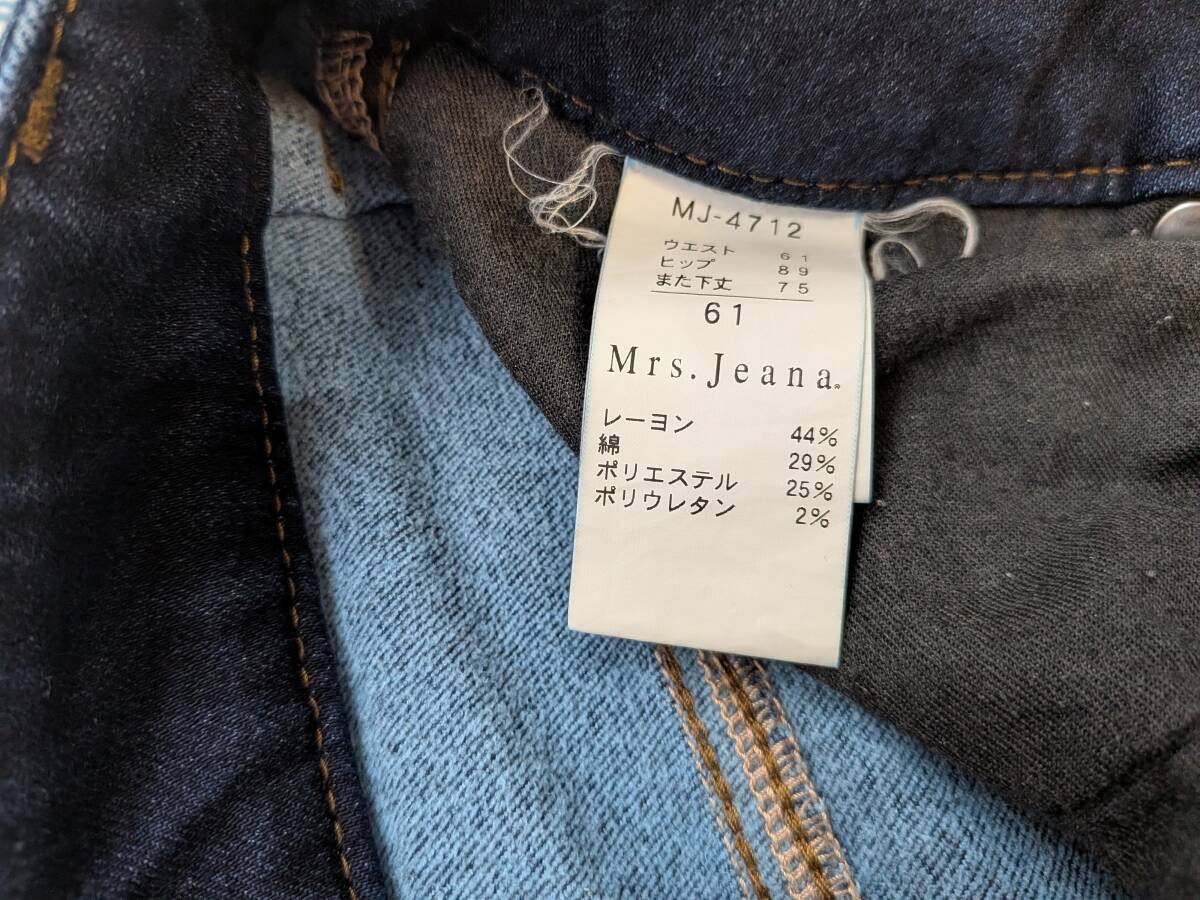 MJ-4712
ウエスト 61
ヒップ 89
また下丈 75
61
Mrs. Jeana®
レーヨン 44%
綿 29%
ポリエステル 25%
ポリウレタン 2%